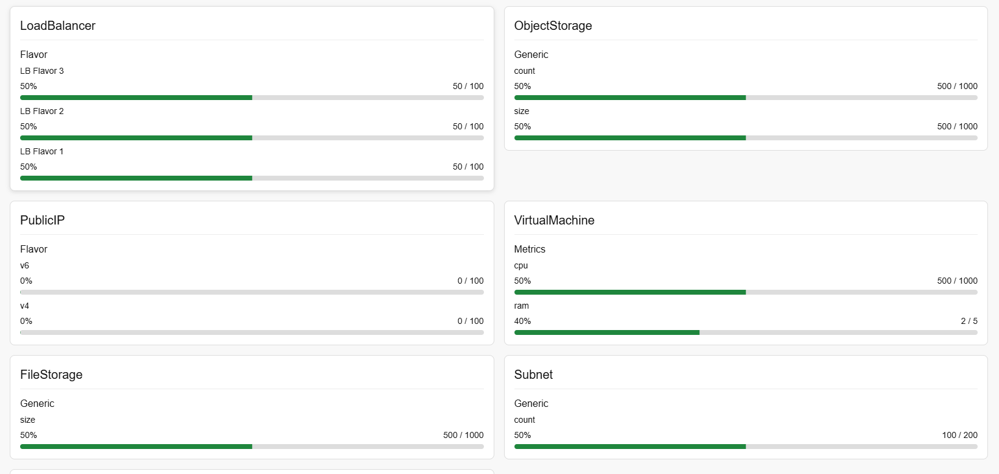 LoadBalancer
Flavor
LB Flavor 3
50% 50 / 100
LB Flavor 2
50% 50 / 100
LB Flavor 1
50% 50 / 100
ObjectStorage
Generic
count
50% 500 / 1000
size
50% 500 / 1000
PublicIP
Flavor
v6
0% 0 / 100
v4
0% 0 / 100
VirtualMachine
Metrics
cpu
50% 500 / 1000
ram
40% 2 / 5
FileStorage
Generic
size
50% 500 / 1000
Subnet
Generic
count
50% 100 / 200